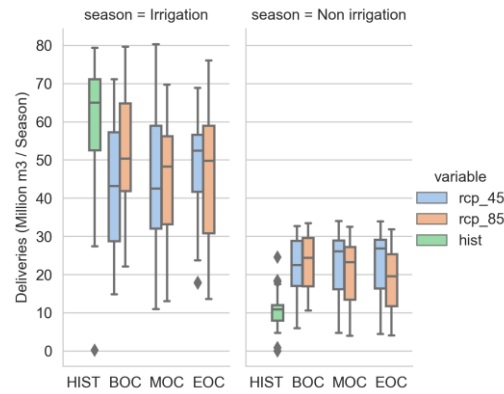 season = Irrigation
season = Non irrigation
Deliveries (Million m3 / Season)
80
70
60
50
40
30
20
10
0
HIST BOC MOC EOC
HIST BOC MOC EOC
variable
rcp_45
rcp_85
hist